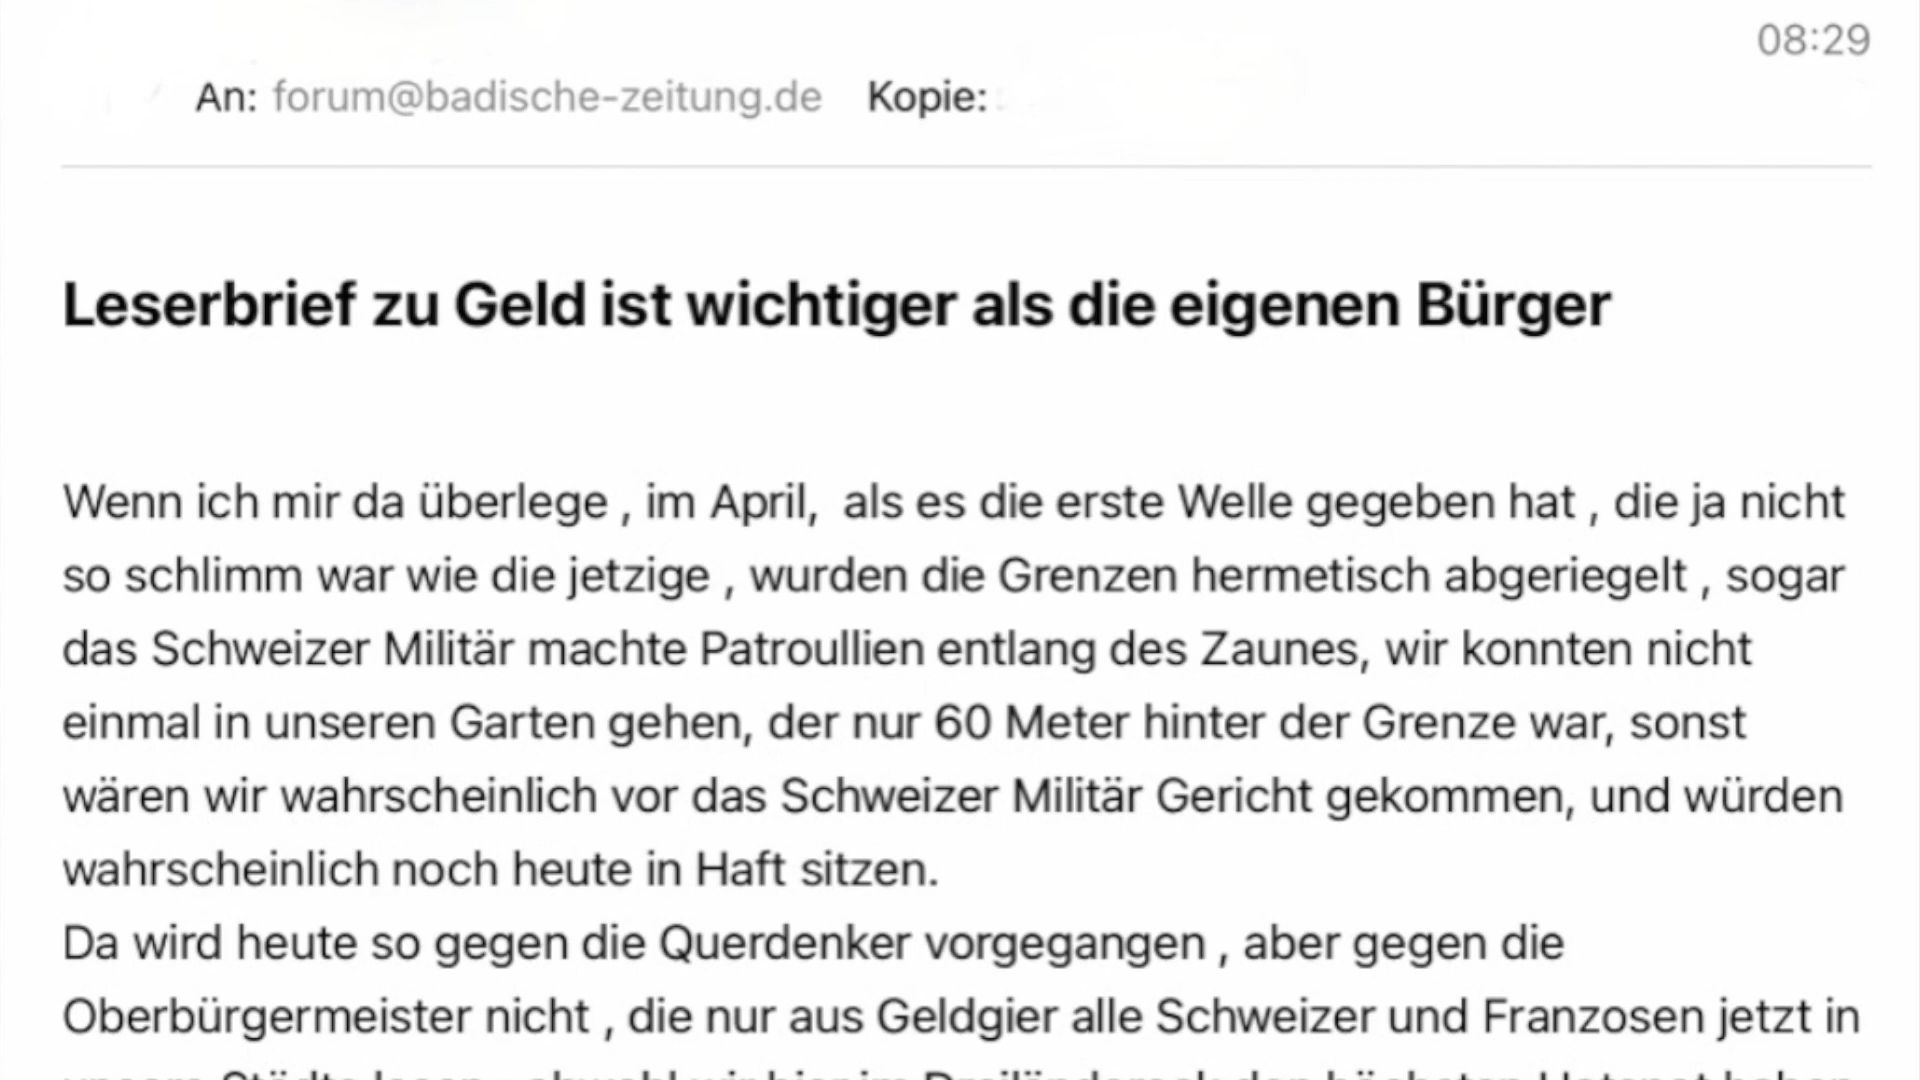 08:29
An: forum@badische-zeitung.de Kopie:
Leserbrief zu Geld ist wichtiger als die eigenen Bürger
Wenn ich mir da überlege , im April,  als es die erste Welle gegeben hat , die ja nicht
so schlimm war wie die jetzige , wurden die Grenzen hermetisch abgeriegelt , sogar
das Schweizer Militär machte Patroullien entlang des Zaunes, wir konnten nicht
einmal in unseren Garten gehen, der nur 60 Meter hinter der Grenze war, sonst
wären wir wahrscheinlich vor das Schweizer Militär Gericht gekommen, und würden
wahrscheinlich noch heute in Haft sitzen.
Da wird heute so gegen die Querdenker vorgegangen , aber gegen die
Oberbürgermeister nicht , die nur aus Geldgier alle Schweizer und Franzosen jetzt in